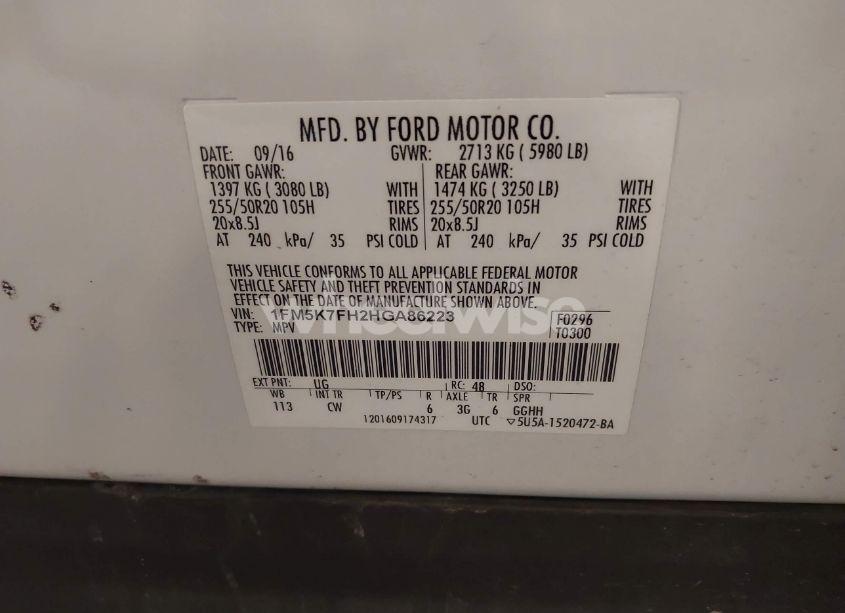 MFD. BY FORD MOTOR CO.
DATE: 09/16 GVWR: 2713 KG ( 5980 LB)
FRONT GAWR: REAR GAWR:
1397 KG ( 3080 LB) WITH 1474 KG ( 3250 LB) WITH
255/50R20 105H TIRES 255/50R20 105H TIRES
20x8.5J RIMS 20x8.5J RIMS
AT 240 kPa/ 35 PSI COLD AT 240 kPa/ 35 PSI COLD
THIS VEHICLE CONFORMS TO ALL APPLICABLE FEDERAL MOTOR
VEHICLE SAFETY AND THEFT PREVENTION STANDARDS IN
EFFECT ON THE DATE OF MANUFACTURE SHOWN ABOVE.
VIN: 1FM5K7FH2HGA86223 F0296
TYPE: MPV T0300
wheelwise
EXT PNT: UG RC: 48 DSO:
WB INT TR TP/PS R AXLE TR SPR
113 CW 6 3G 6 GGHH
1201609174317 UTC ▽5U5A-1520472-BA